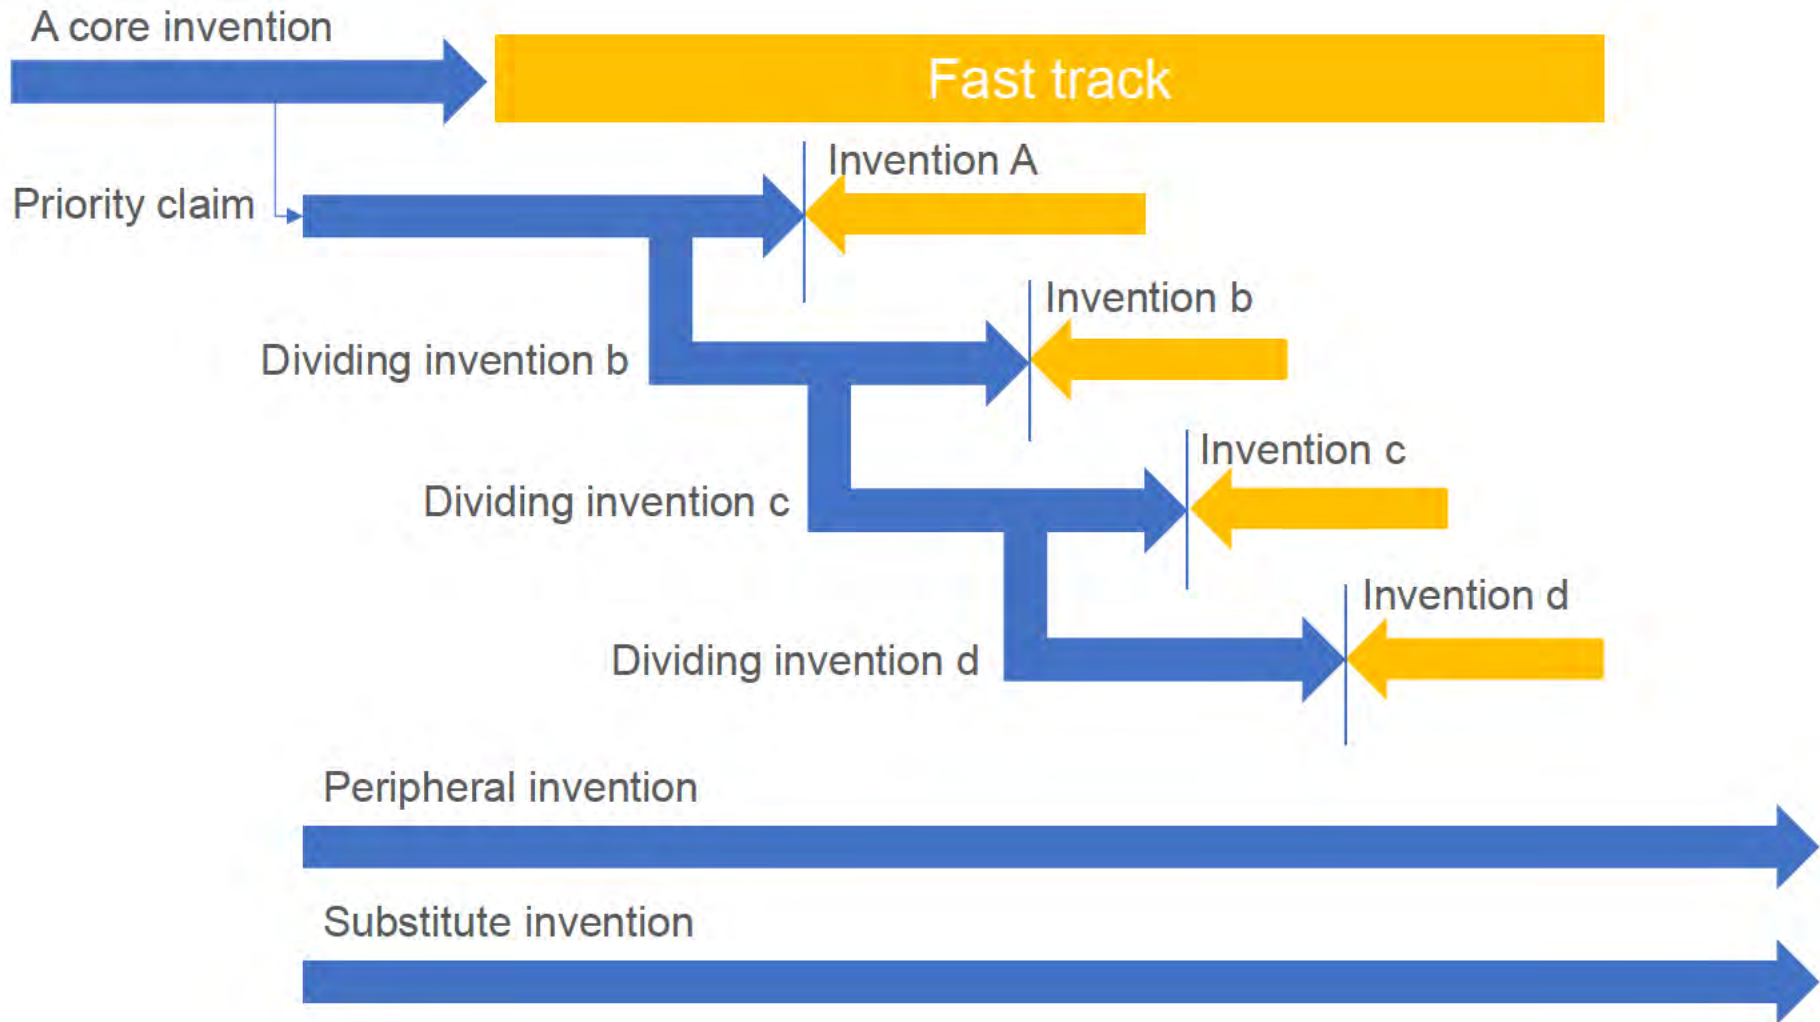 A core invention
Fast track
Invention A
Priority claim
Invention b
Dividing invention b
Invention c
Dividing invention c
Invention d
Dividing invention d
Peripheral invention
Substitute invention